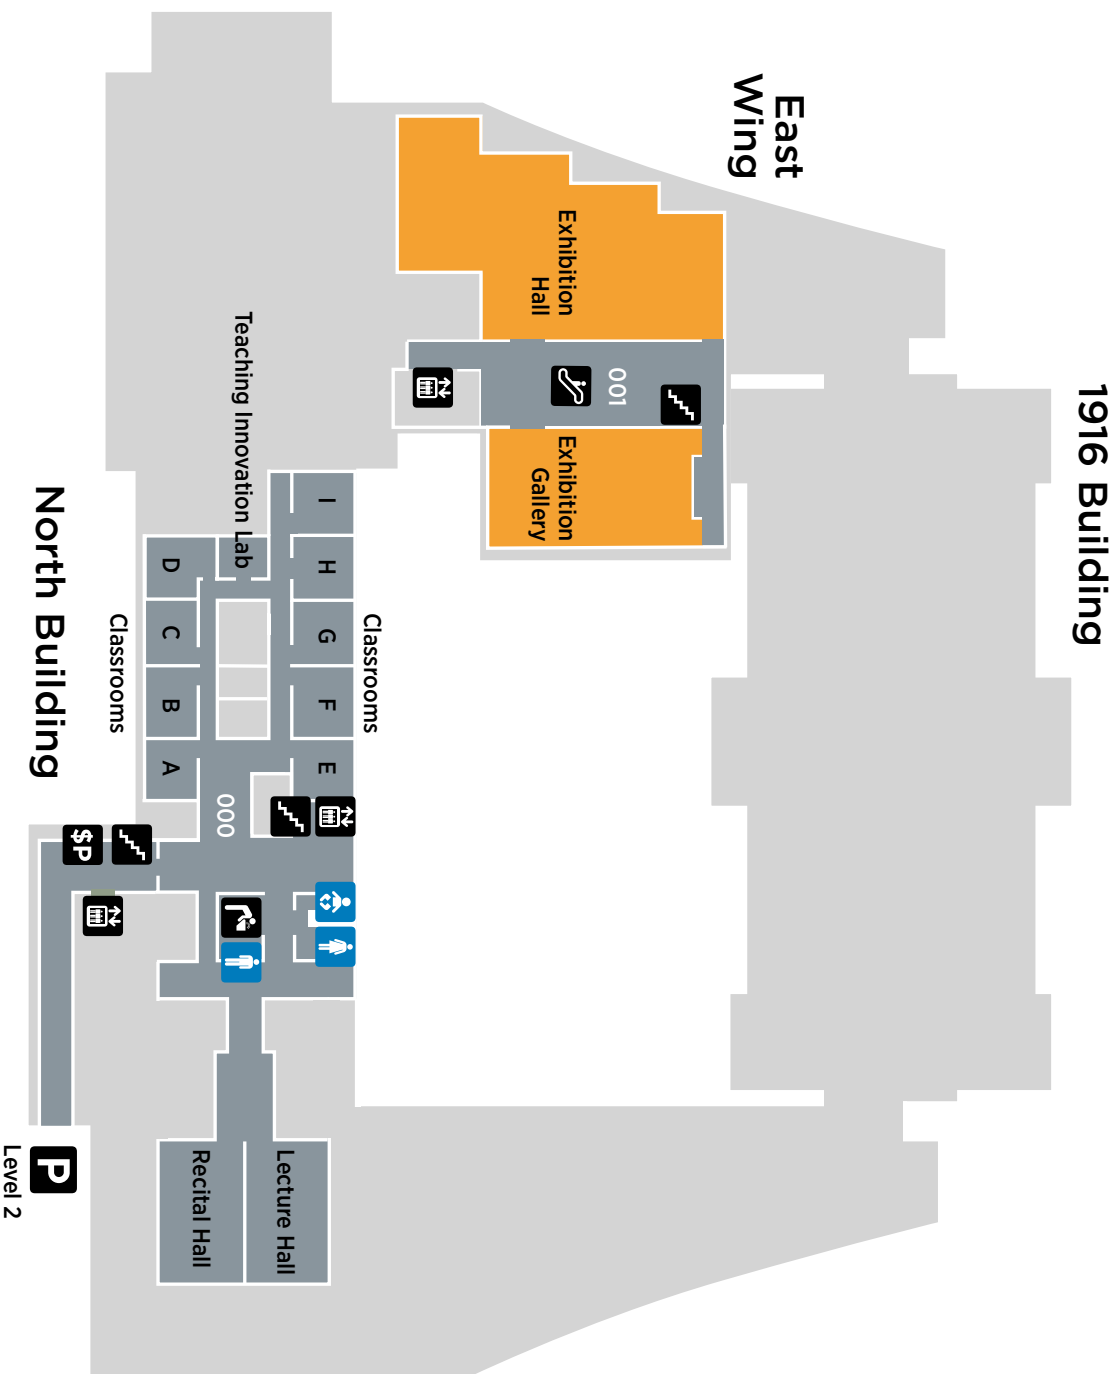 1916 Building
East
Wing
001
Exhibition
Hall
Exhibition
Gallery
Classrooms
I
H
G
F
E
Teaching Innovation Lab
000
D
C
B
A
Classrooms
$P
North Building
Lecture Hall
Recital Hall
P
Level 2